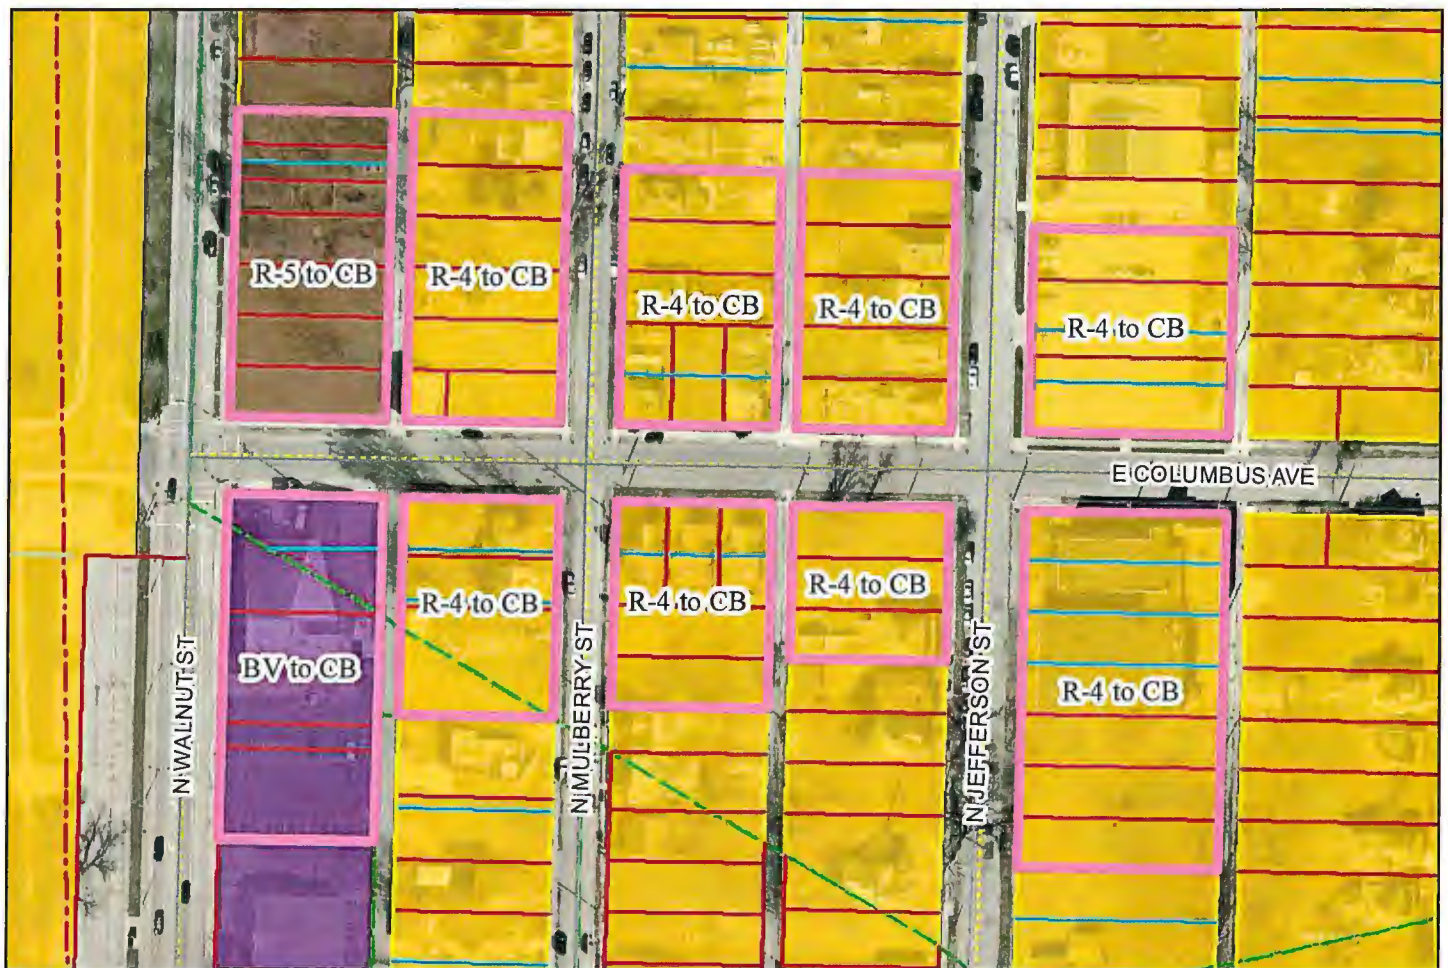 R-5 to CB
R-4 to CB
R-4 to CB
R-4 to CB
R-4 to CB
E COLUMBUS AVE
BV to CB
R-4 to CB
R-4 to CB
R-4 to CB
R-4 to CB
N WALNUT ST
N MULBERRY ST
N JEFFERSON ST